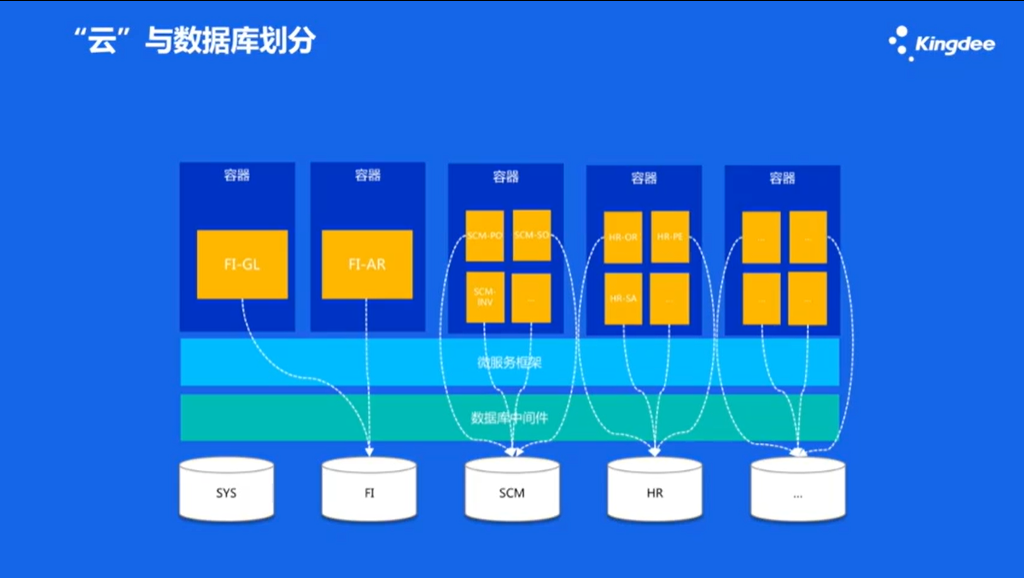 “云”与数据库划分
Kingdee
容器
容器
容器
容器
容器
FI-GL
FI-AR
SCM-PO
SCM-SO
SCM-
INV
...
HR-OR
HR-PE
HR-SA
...
...
...
...
...
微服务框架
数据库中间件
SYS
FI
SCM
HR
...